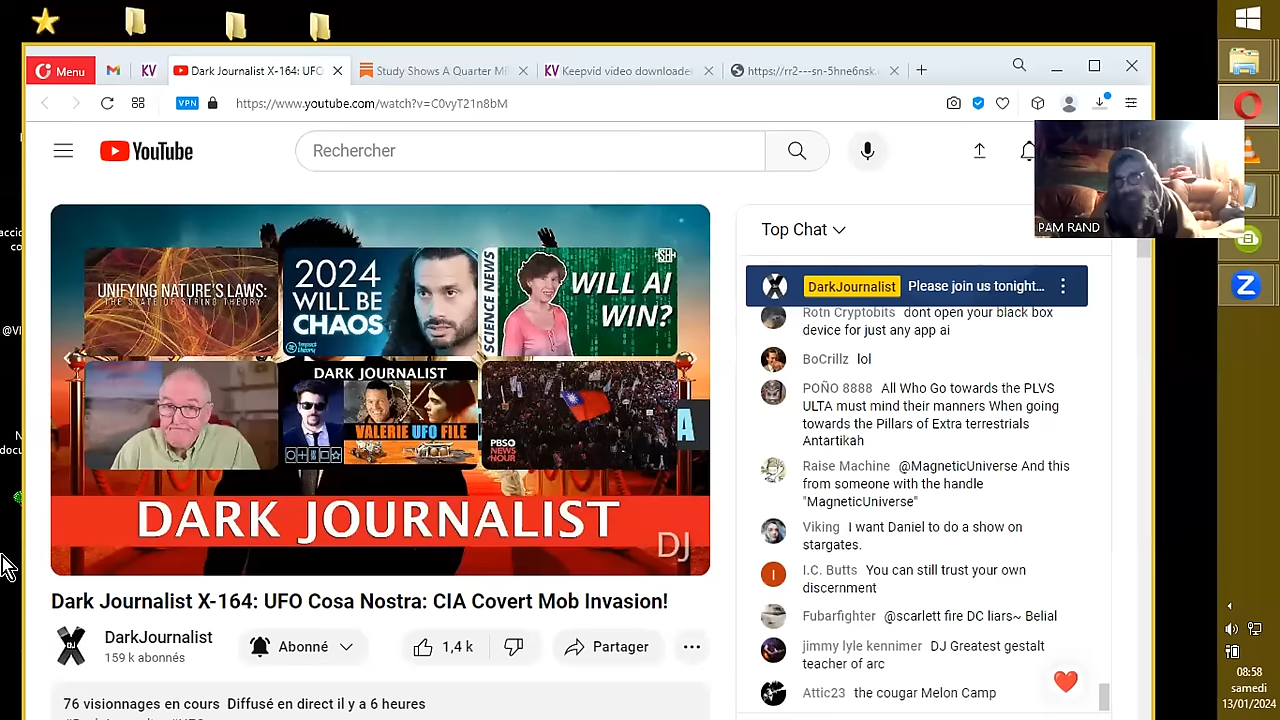 Menu
KV
Dark Journalist X-164: UFO
Study Shows A Quarter Mi
KV Keepvid video downloade
https://rr2---sn-5hne6nsk.
VPN
https://www.youtube.com/watch?v=C0vyT21n8bM
YouTube
Rechercher
PAM RAND
UNIFYING NATURE'S LAWS:
THE STATE OF STRING THEORY
2024
WILL BE
CHAOS
Impact
theory
SCIENCE NEWS
SH
WILL AI
WIN?
DARK JOURNALIST
VALERIE UFO FILE
PBS
NEWS
HOUR
A
DARK JOURNALIST
DJ
Top Chat
DarkJournalist Please join us tonight...
Rotn Cryptobits dont open your black box
device for just any app ai
BoCrillz lol
POÑO 8888 All Who Go towards the PLVS
ULTA must mind their manners When going
towards the Pillars of Extra terrestrials
Antartikah
Raise Machine @MagneticUniverse And this
from someone with the handle
"MagneticUniverse"
Viking I want Daniel to do a show on
stargates.
I I.C. Butts You can still trust your own
discernment
Fubarfighter @scarlett fire DC liars~ Belial
jimmy lyle kennimer DJ Greatest gestalt
teacher of arc
Attic23 the cougar Melon Camp
Dark Journalist X-164: UFO Cosa Nostra: CIA Covert Mob Invasion!
DJ
DarkJournalist
159 k abonnés
Abonné
1,4 k
Partager
76 visionnages en cours Diffusé en direct il y a 6 heures
08:58
samedi
13/01/2024